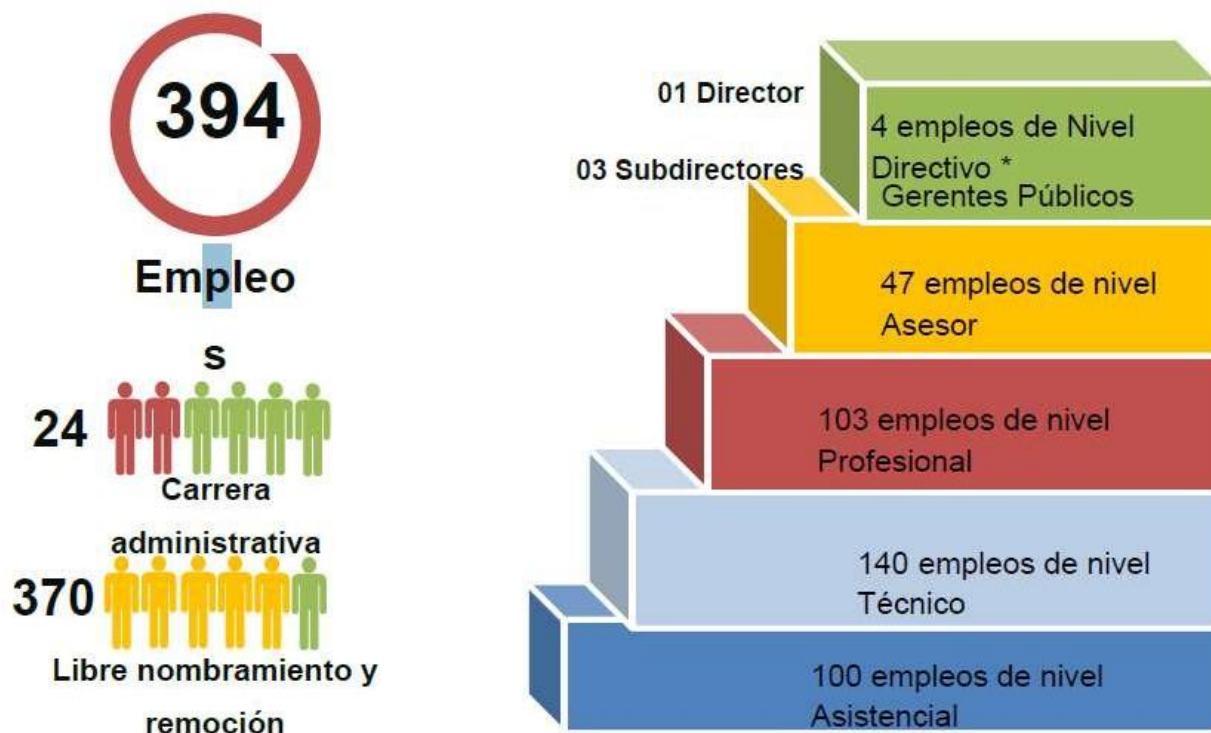 394
Empleo
s
24
Carrera
administrativa
370
Libre nombramiento y
remoción
01 Director
03 Subdirectores
4 empleos de Nivel
Directivo *
Gerentes Públicos
47 empleos de nivel
Asesor
103 empleos de nivel
Profesional
140 empleos de nivel
Técnico
100 empleos de nivel
Asistencial